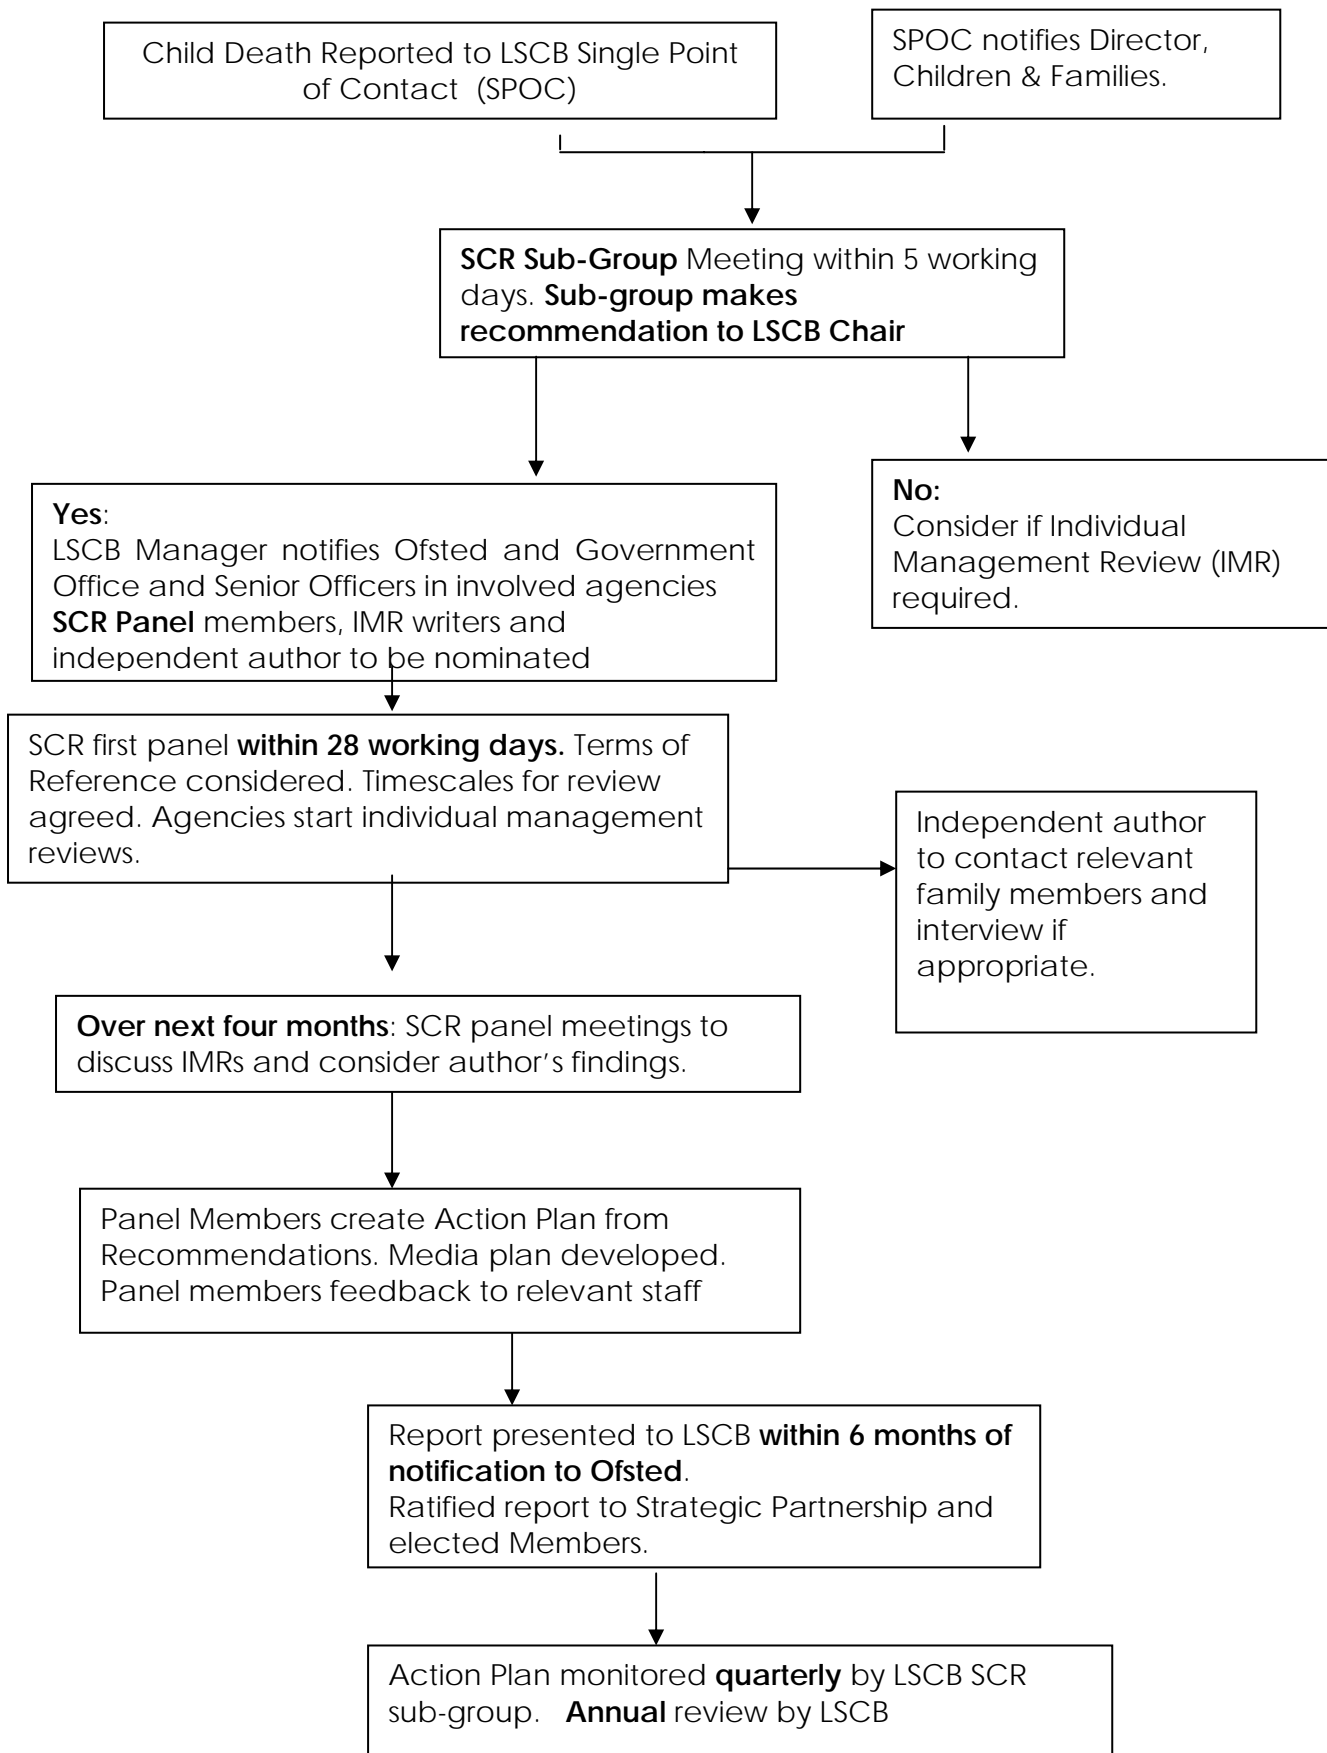 Child Death Reported to LSCB Single Point
of Contact (SPOC)
SPOC notifies Director,
Children & Families.
SCR Sub-Group Meeting within 5 working
days. Sub-group makes
recommendation to LSCB Chair
Yes:
LSCB Manager notifies Ofsted and Government
Office and Senior Officers in involved agencies
SCR Panel members, IMR writers and
independent author to be nominated
No:
Consider if Individual
Management Review (IMR)
required.
SCR first panel within 28 working days. Terms of
Reference considered. Timescales for review
agreed. Agencies start individual management
reviews.
Independent author
to contact relevant
family members and
interview if
appropriate.
Over next four months: SCR panel meetings to
discuss IMRs and consider author’s findings.
Panel Members create Action Plan from
Recommendations. Media plan developed.
Panel members feedback to relevant staff
Report presented to LSCB within 6 months of
notification to Ofsted.
Ratified report to Strategic Partnership and
elected Members.
Action Plan monitored quarterly by LSCB SCR
sub-group. Annual review by LSCB